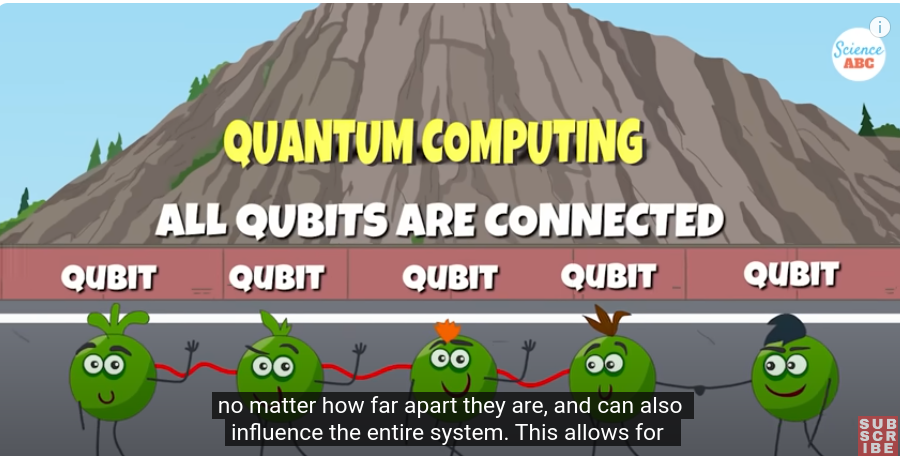 i
Science
ABC
QUANTUM COMPUTING
ALL QUBITS ARE CONNECTED
QUBIT QUBIT QUBIT QUBIT QUBIT
no matter how far apart they are, and can also
influence the entire system. This allows for
SUB
SCR
IBE